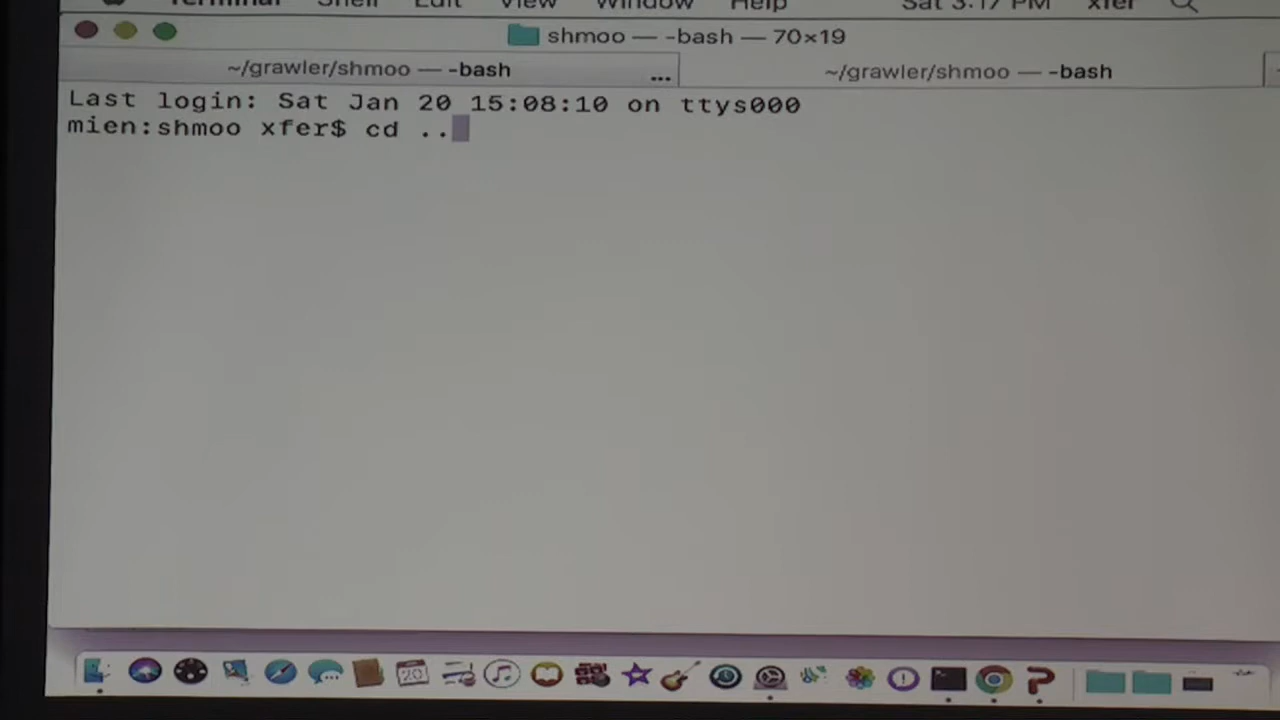 Terminal Shell Edit View Window Help Sat 3:17 PM xfer
shmoo — -bash — 70×19
~/grawler/shmoo — -bash ... ~/grawler/shmoo — -bash
Last login: Sat Jan 20 15:08:10 on ttys000
mien:shmoo xfer$ cd ..
20